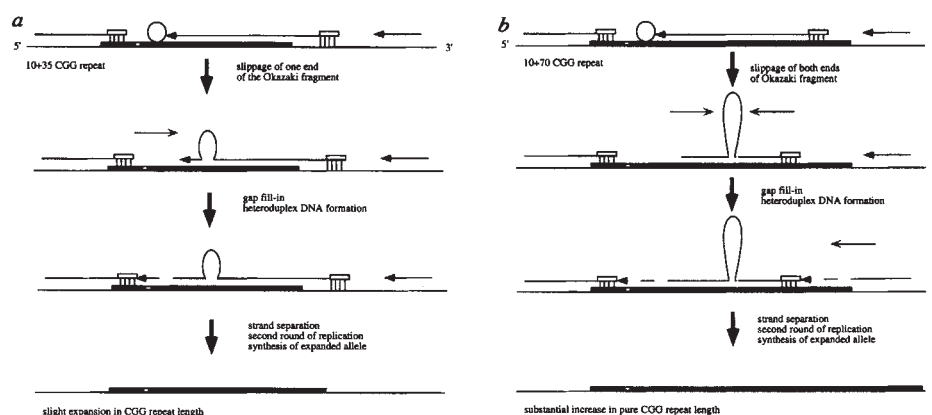 a
5'
3'
10+35 CGG repeat
slippage of one end
of the Okazaki fragment
gap fill-in
heteroduplex DNA formation
strand separation
second round of replication
synthesis of expanded allele
slight expansion in CGG repeat length
b
5'
3'
10+70 CGG repeat
slippage of both ends
of Okazaki fragment
gap fill-in
heteroduplex DNA formation
strand separation
second round of replication
synthesis of expanded allele
substantial increase in pure CGG repeat length